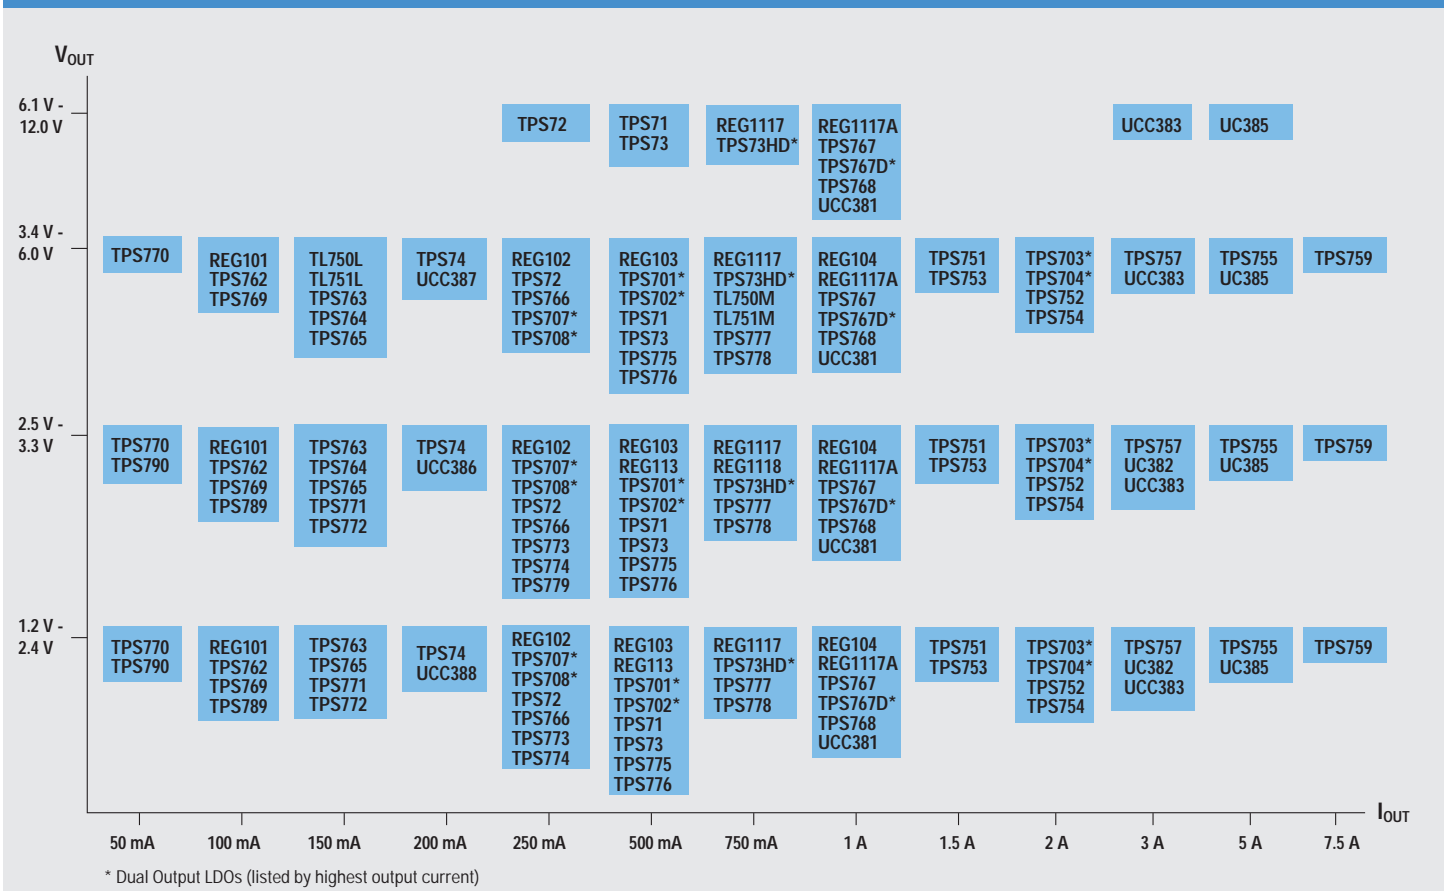 VOUT
6.1 V -
12.0 V
TPS72
TPS71
TPS73
REG1117
TPS73HD*
REG1117A
TPS767
TPS767D*
TPS768
UCC381
UCC383
UC385
3.4 V -
6.0 V
TPS770
REG101
TPS762
TPS769
TL750L
TL751L
TPS763
TPS764
TPS765
TPS74
UCC387
REG102
TPS72
TPS766
TPS707*
TPS708*
REG103
TPS701*
TPS702*
TPS71
TPS73
TPS775
TPS776
REG1117
TPS73HD*
TL750M
TL751M
TPS777
TPS778
REG104
REG1117A
TPS767
TPS767D*
TPS768
UCC381
TPS751
TPS753
TPS703*
TPS704*
TPS752
TPS754
TPS757
UCC383
TPS755
UC385
TPS759
2.5 V -
3.3 V
TPS770
TPS790
REG101
TPS762
TPS769
TPS789
TPS763
TPS764
TPS765
TPS771
TPS772
TPS74
UCC386
REG102
TPS707*
TPS708*
TPS72
TPS766
TPS773
TPS774
TPS779
REG103
REG113
TPS701*
TPS702*
TPS71
TPS73
TPS775
TPS776
REG1117
REG1118
TPS73HD*
TPS777
TPS778
REG104
REG1117A
TPS767
TPS767D*
TPS768
UCC381
TPS751
TPS753
TPS703*
TPS704*
TPS752
TPS754
TPS757
UC382
UCC383
TPS755
UC385
TPS759
1.2 V -
2.4 V
TPS770
TPS790
REG101
TPS762
TPS769
TPS789
TPS763
TPS765
TPS771
TPS772
TPS74
UCC388
REG102
TPS707*
TPS708*
TPS72
TPS766
TPS773
TPS774
REG103
REG113
TPS701*
TPS702*
TPS71
TPS73
TPS775
TPS776
REG1117
TPS73HD*
TPS777
TPS778
REG104
REG1117A
TPS767
TPS767D*
TPS768
UCC381
TPS751
TPS753
TPS703*
TPS704*
TPS752
TPS754
TPS757
UC382
UCC383
TPS755
UC385
TPS759
IOUT
50 mA
100 mA
150 mA
200 mA
250 mA
500 mA
750 mA
1 A
1.5 A
2 A
3 A
5 A
7.5 A
* Dual Output LDOs (listed by highest output current)